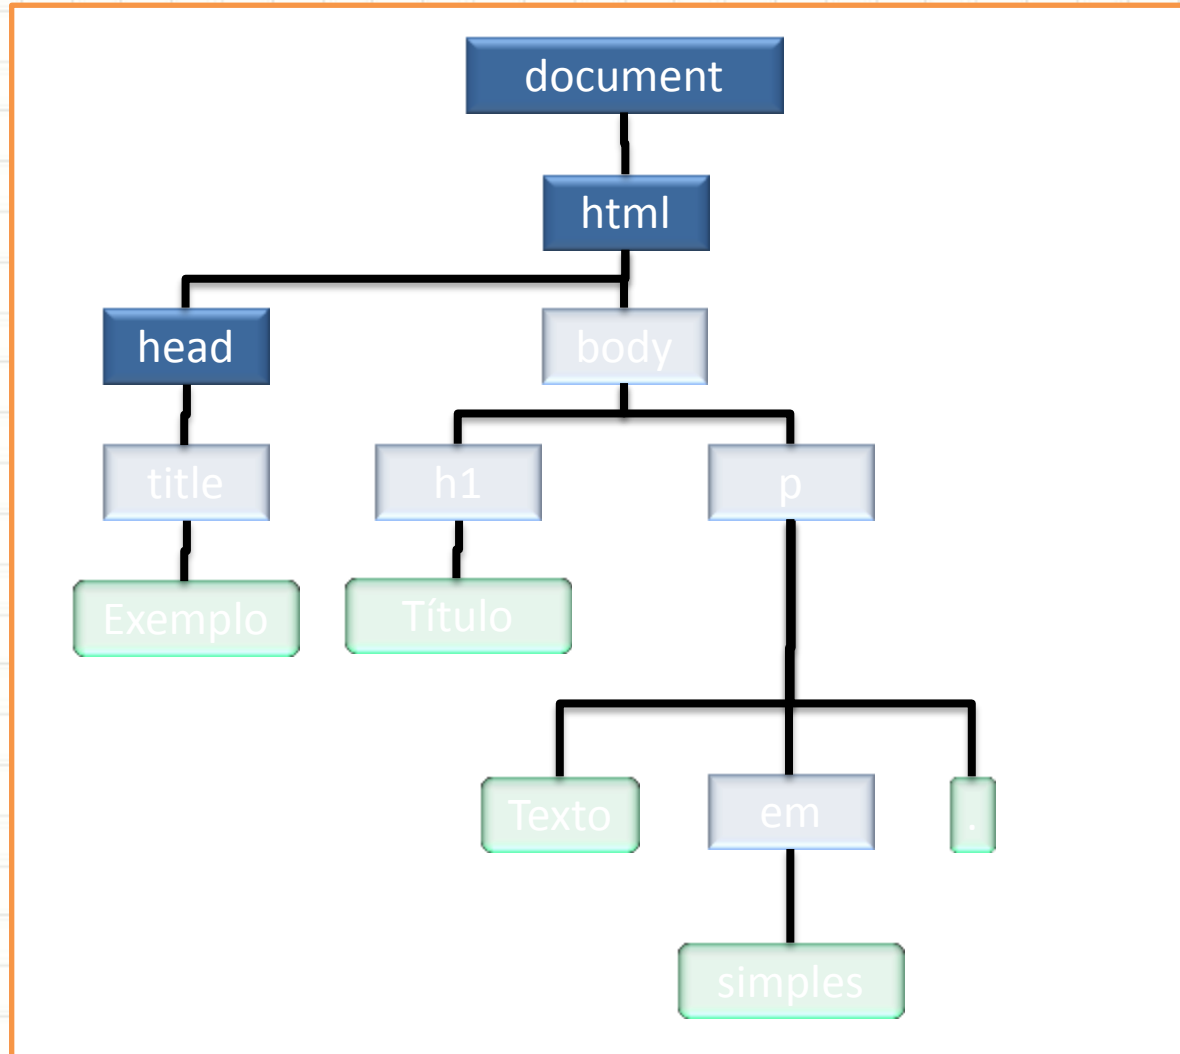 document
html
head
body
title
h1
p
Exemplo
Título
Texto
em
.
simples